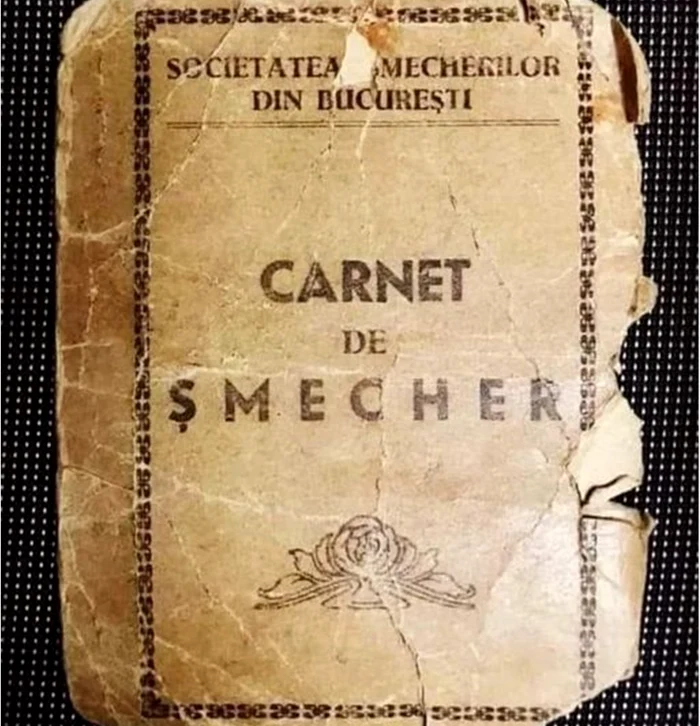 SOCIETATEA ȘMECHERILOR
DIN BUCUREȘTI
CARNET
DE
ȘMECHER